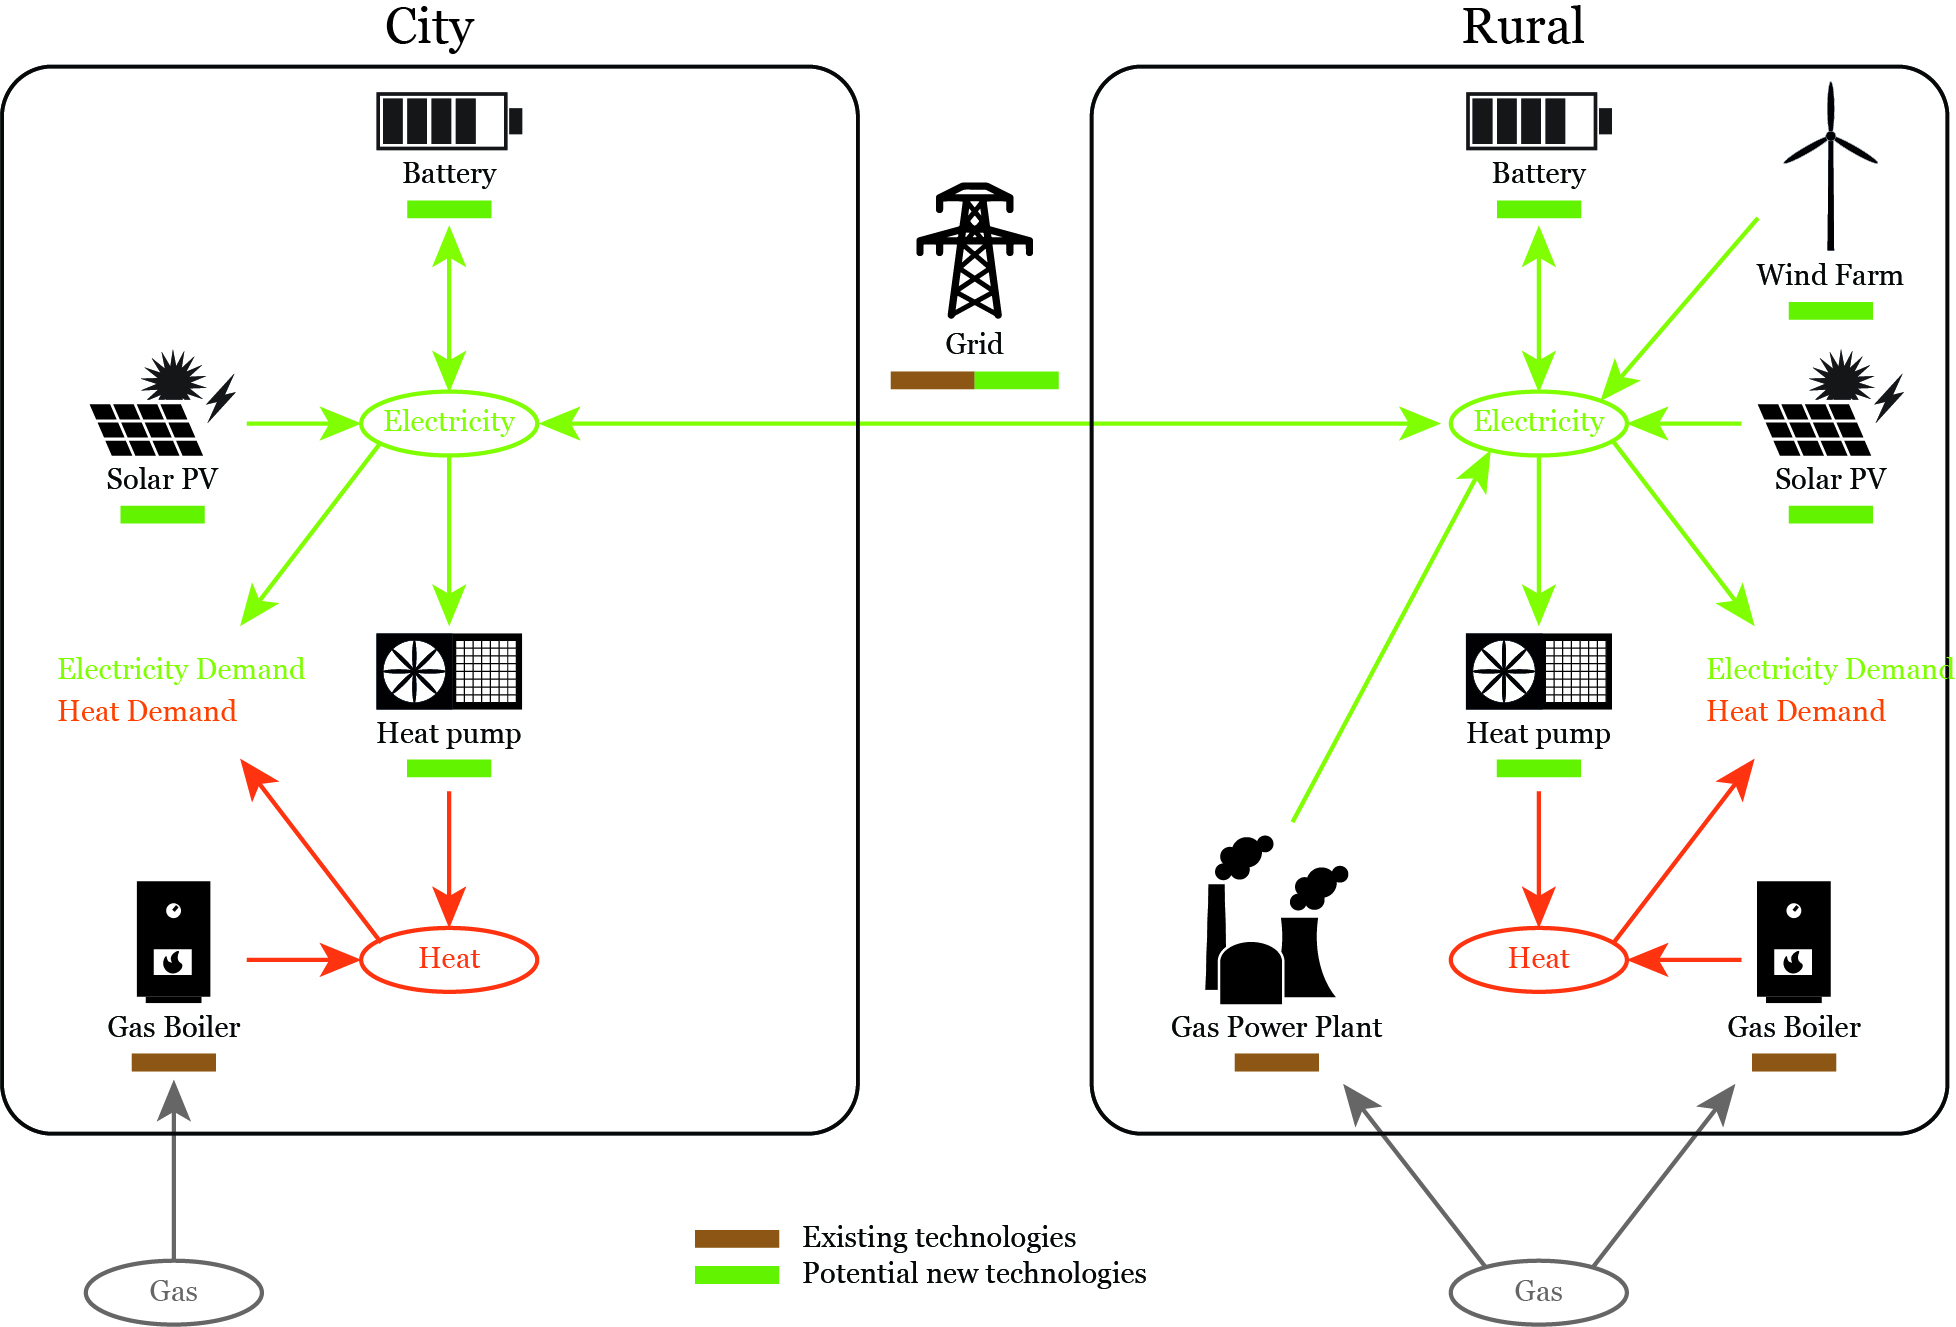 City
Rural
Battery
Battery
Wind Farm
Grid
Electricity
Electricity
Solar PV
Solar PV
Electricity Demand
Heat Demand
Electricity Demand
Heat Demand
Heat pump
Heat pump
Heat
Heat
Gas Boiler
Gas Power Plant
Gas Boiler
Existing technologies
Potential new technologies
Gas
Gas